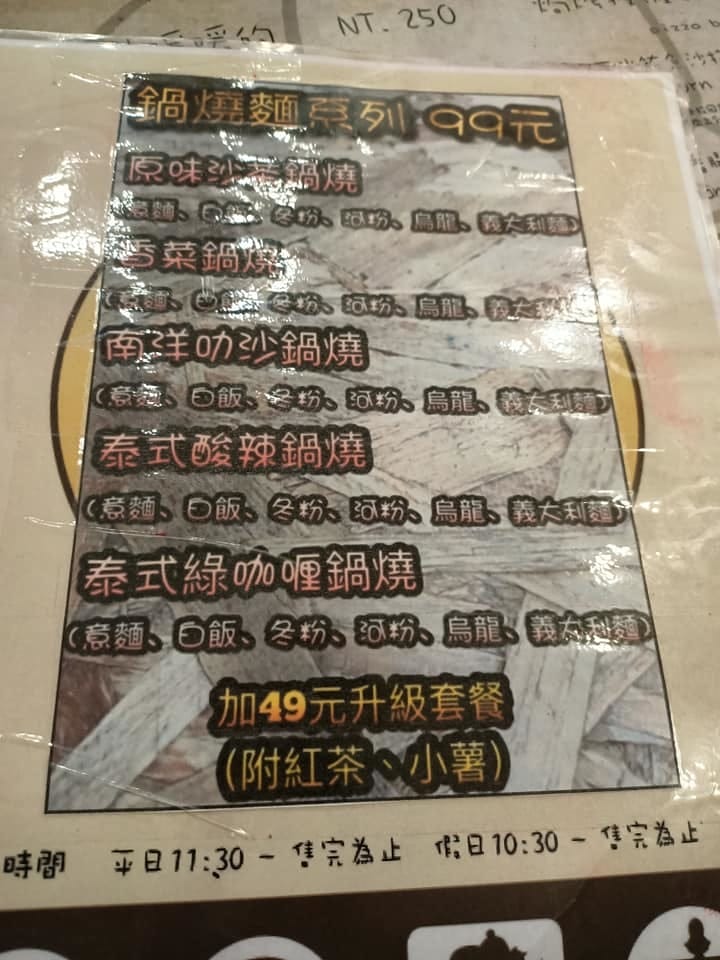 NT. 250
鍋燒麵系列 99元
原味沙茶鍋燒
(意麵、白飯、冬粉、河粉、烏龍、義大利麵)
香菜鍋燒
(意麵、白飯、冬粉、河粉、烏龍、義大利麵)
南洋叻沙鍋燒
(意麵、白飯、冬粉、河粉、烏龍、義大利麵)
泰式酸辣鍋燒
(意麵、白飯、冬粉、河粉、烏龍、義大利麵)
泰式綠咖喱鍋燒
(意麵、白飯、冬粉、河粉、烏龍、義大利麵)
加49元升級套餐
(附紅茶、小薯)
時間 平日11:30 - 售完為止 假日10:30 - 售完為止